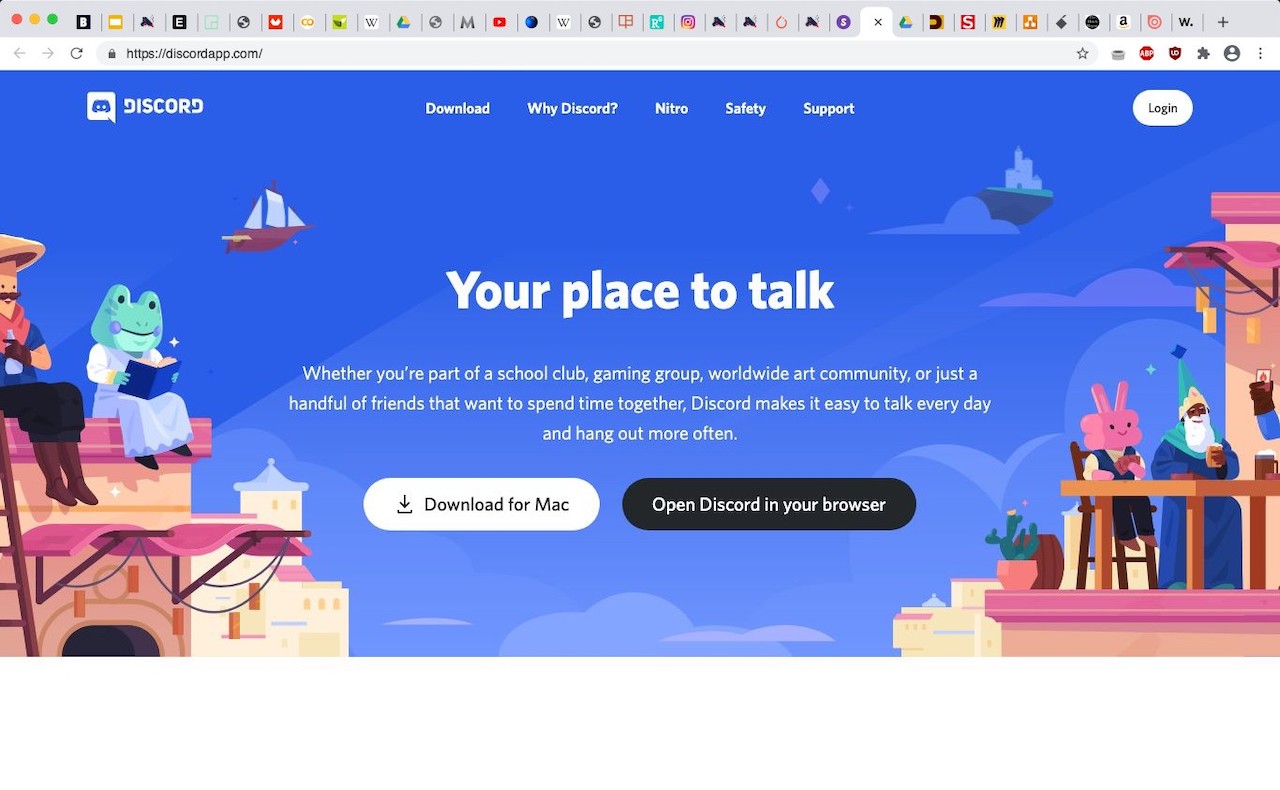 https://discordapp.com/
ABP
DISCORD
Download
Why Discord?
Nitro
Safety
Support
Login
Your place to talk
Whether you're part of a school club, gaming group, worldwide art community, or just a
handful of friends that want to spend time together, Discord makes it easy to talk every day
and hang out more often.
Download for Mac
Open Discord in your browser